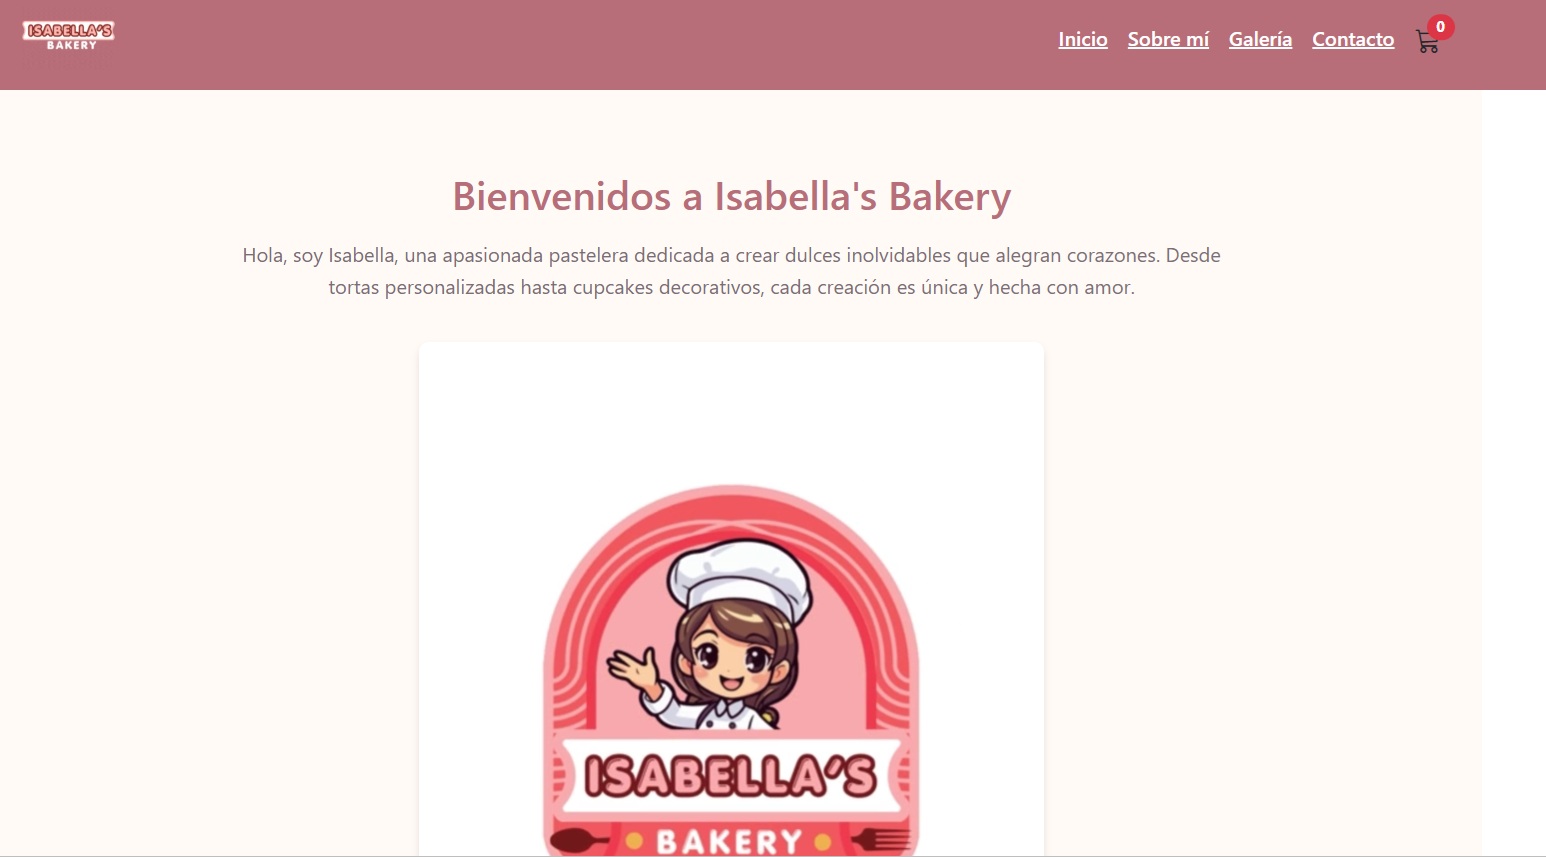 ISABELLA'S
BAKERY
Inicio Sobre mí Galería Contacto 0
Bienvenidos a Isabella's Bakery
Hola, soy Isabella, una apasionada pastelera dedicada a crear dulces inolvidables que alegran corazones. Desde
tortas personalizadas hasta cupcakes decorativos, cada creación es única y hecha con amor.
ISABELLA'S
BAKERY